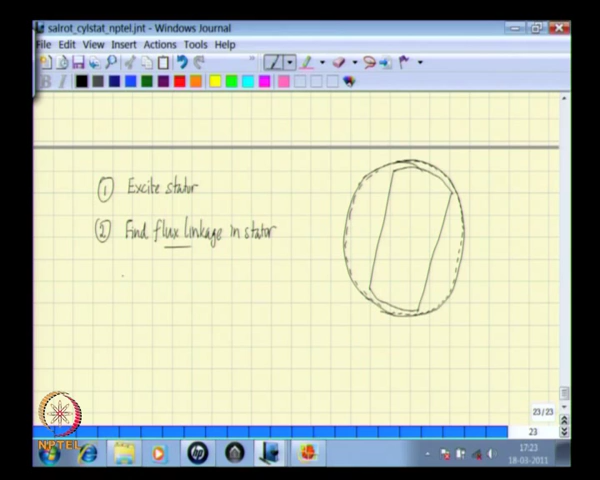 salrot_cylstat_nptel.jnt - Windows Journal
File Edit View Insert Actions Tools Help
① Excite stator
② Find flux linkage in stator
23/23
23
NPTEL
17:23
18-03-2011